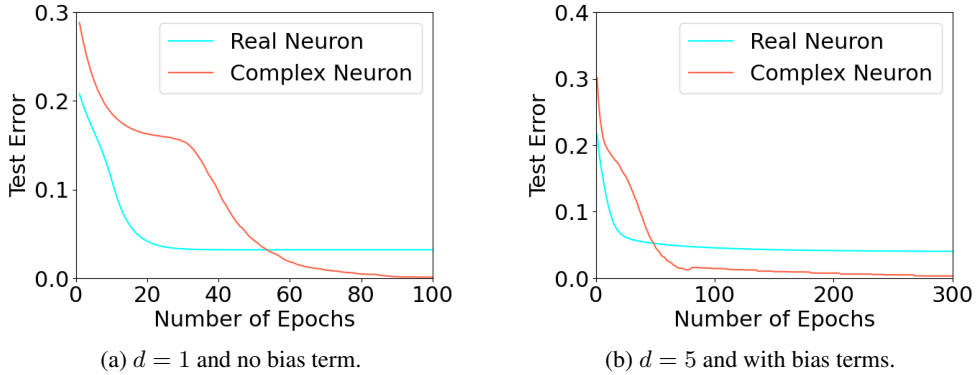 0.3
0.2
0.1
0.0
Test Error
0 20 40 60 80 100
Number of Epochs
Real Neuron
Complex Neuron
(a) d = 1 and no bias term.
0.4
0.3
0.2
0.1
0.0
Test Error
0 100 200 300
Number of Epochs
Real Neuron
Complex Neuron
(b) d = 5 and with bias terms.